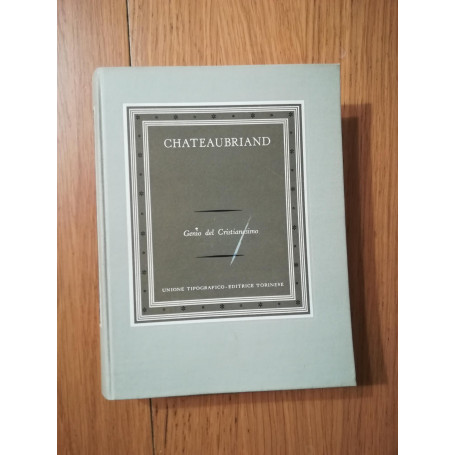 CHATEAUBRIAND
Genio del Cristianesimo
UNIONE TIPOGRAFICO-EDITRICE TORINESE